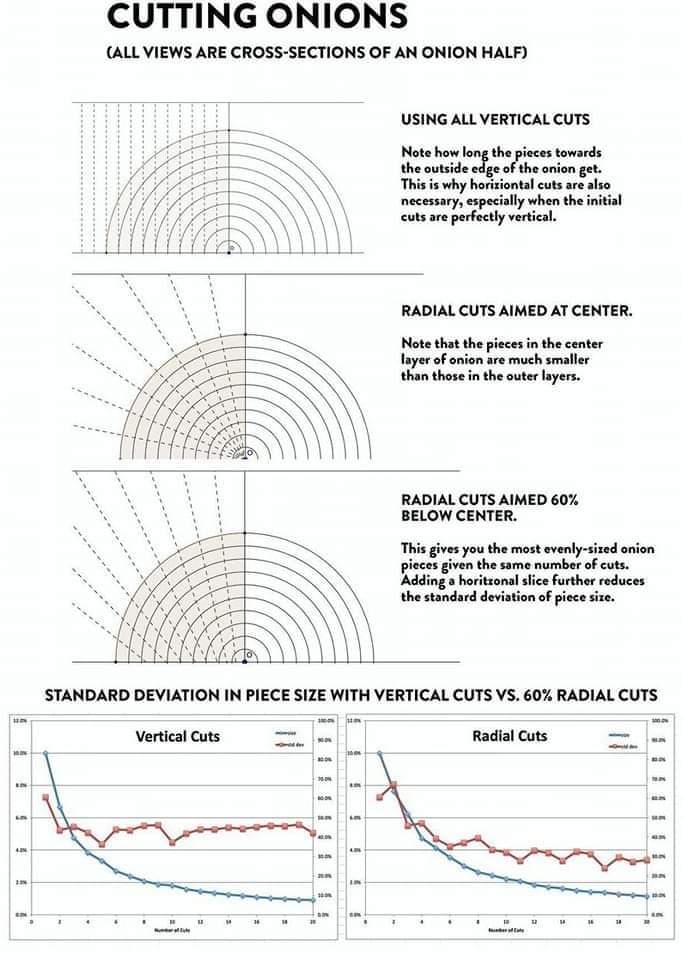 CUTTING ONIONS
(ALL VIEWS ARE CROSS-SECTIONS OF AN ONION HALF)
USING ALL VERTICAL CUTS
Note how long the pieces towards
the outside edge of the onion get.
This is why horiziontal cuts are also
necessary, especially when the initial
cuts are perfectly vertical.
RADIAL CUTS AIMED AT CENTER.
Note that the pieces in the center
layer of onion are much smaller
than those in the outer layers.
O
RADIAL CUTS AIMED 60%
BELOW CENTER.
This gives you the most evenly-sized onion
pieces given the same number of cuts.
Adding a horitzonal slice further reduces
the standard deviation of piece size.
O
STANDARD DEVIATION IN PIECE SIZE WITH VERTICAL CUTS VS. 60% RADIAL CUTS
Vertical Cuts
size
std dev
12.0%
10.0%
8.0%
6.0%
4.0%
2.0%
0.0%
100.0%
90.0%
80.0%
70.0%
60.0%
50.0%
40.0%
30.0%
20.0%
10.0%
0.0%
0 2 4 6 8 10 12 14 16 18 20
Number of Cuts
Radial Cuts
size
std dev
12.0%
10.0%
8.0%
6.0%
4.0%
2.0%
0.0%
100.0%
90.0%
80.0%
70.0%
60.0%
50.0%
40.0%
30.0%
20.0%
10.0%
0.0%
0 2 4 6 8 10 12 14 16 18 20
Number of Cuts